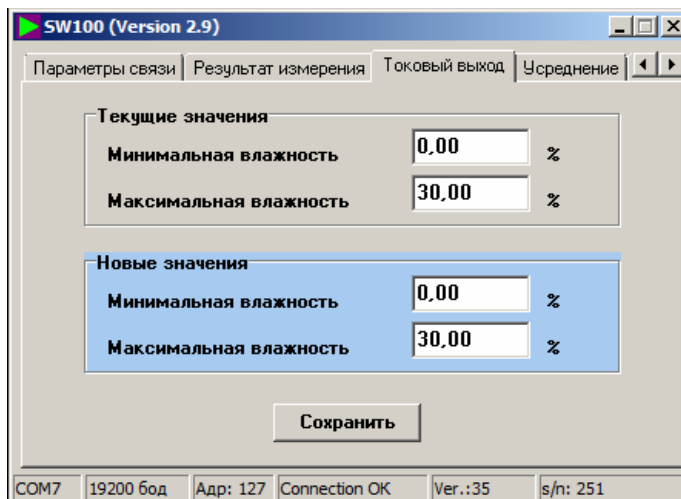 SW100 (Version 2.9)
Параметры связи Результат измерения Токовый выход Усреднение
Текущие значения
Минимальная влажность 0,00 %
Максимальная влажность 30,00 %
Новые значения
Минимальная влажность 0,00 %
Максимальная влажность 30,00 %
Сохранить
COM7 19200 бод Адр: 127 Connection OK Ver.:35 s/n: 251